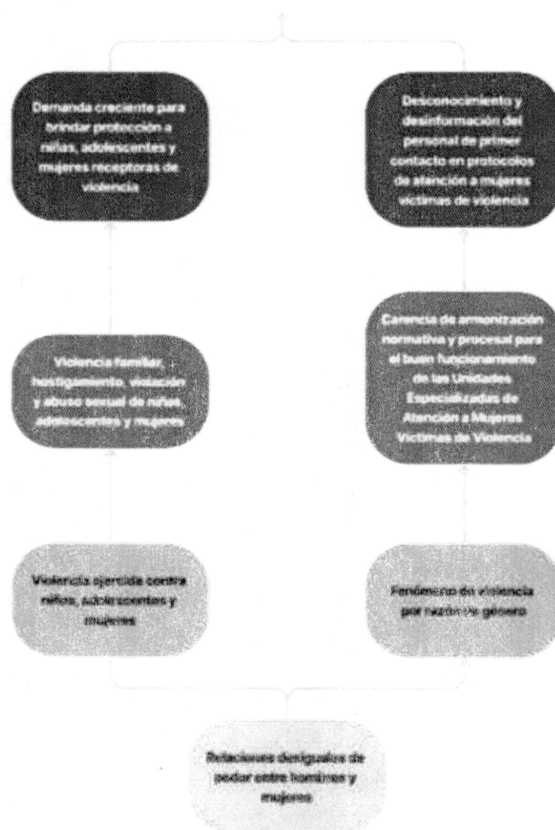 Demanda creciente para
brindar protección a
niñas, adolescentes y
mujeres receptoras de
violencia
Desconocimiento y
desinformación del
personal de primer
contacto en protocolos
de atención a mujeres
víctimas de violencia
Violencia familiar,
hostigamiento, violación
y abuso sexual de niñas,
adolescentes y mujeres
Carencia de armonización
normativa y procesal para
el buen funcionamiento
de las Unidades
Especializadas de
Atención a Mujeres
Víctimas de Violencia
Violencia ejercida contra
niñas, adolescentes y
mujeres
Fenómeno de violencia
por razón de género
Relaciones desiguales de
poder entre hombres y
mujeres